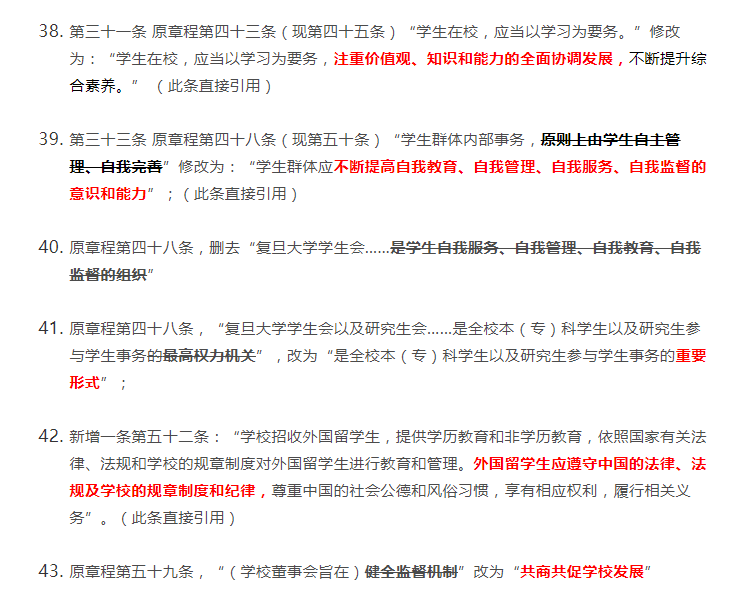 38. 第三十一条 原章程第四十三条（现第四十五条）“学生在校，应当以学习为要务。”修改
为：“学生在校，应当以学习为要务，注重价值观、知识和能力的全面协调发展，不断提升综
合素养。”（此条直接引用）
39. 第三十三条 原章程第四十八条（现第五十条）“学生群体内部事务，原则上由学生自主管
理、自我完善”修改为：“学生群体应不断提高自我教育、自我管理、自我服务、自我监督的
意识和能力”；（此条直接引用）
40. 原章程第四十八条，删去“复旦大学学生会......是学生自我服务、自我管理、自我教育、自我
监督的组织”
41. 原章程第四十八条，“复旦大学学生会以及研究生会......是全校本（专）科学生以及研究生参
与学生事务的最高权力机关”，改为“是全校本（专）科学生以及研究生参与学生事务的重要
形式”；
42. 新增一条第五十二条：“学校招收外国留学生，提供学历教育和非学历教育，依照国家有关法
律、法规和学校的规章制度对外国留学生进行教育和管理。外国留学生应遵守中国的法律、法
规及学校的规章制度和纪律，尊重中国的社会公德和风俗习惯，享有相应权利，履行相关义
务”。（此条直接引用）
43. 原章程第五十九条，“（学校董事会旨在）健全监督机制”改为“共商共促学校发展”